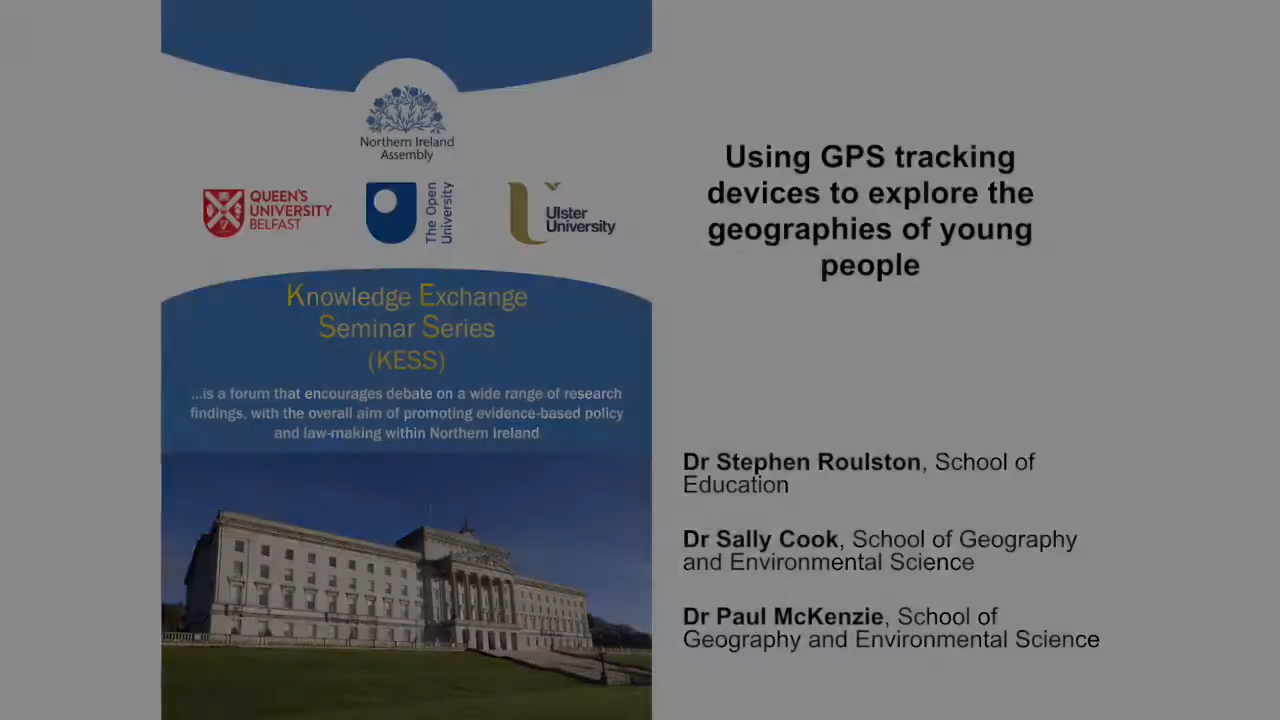 Northern Ireland
Assembly
QUEEN'S
UNIVERSITY
BELFAST
The Open
University
Ulster
University
Knowledge Exchange
Seminar Series
(KESS)
...is a forum that encourages debate on a wide range of research
findings, with the overall aim of promoting evidence-based policy
and law-making within Northern Ireland
Using GPS tracking
devices to explore the
geographies of young
people
Dr Stephen Roulston, School of
Education
Dr Sally Cook, School of Geography
and Environmental Science
Dr Paul McKenzie, School of
Geography and Environmental Science